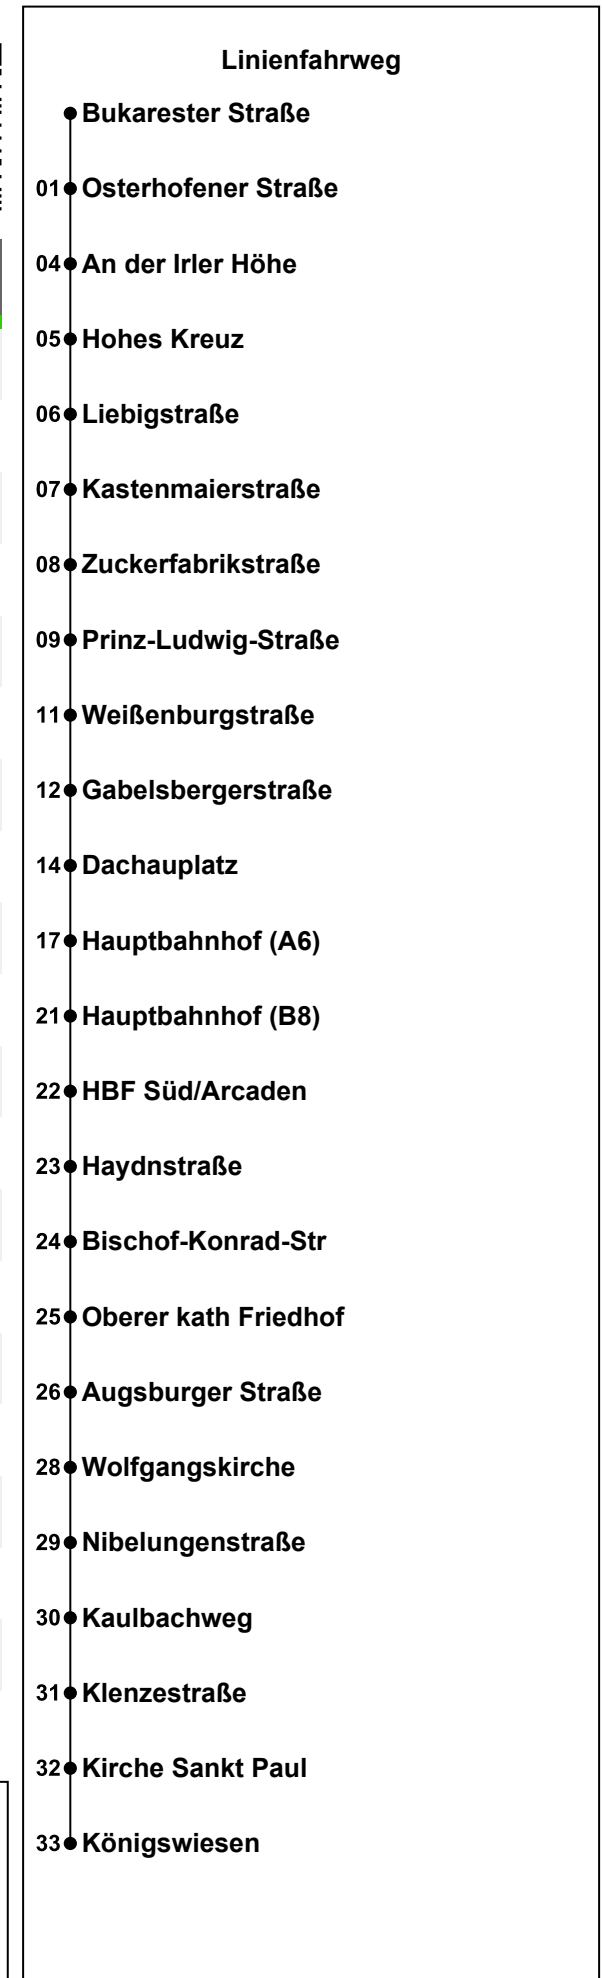 Linienfahrweg
Bukarester Straße
01 Osterhofener Straße
04 An der Irler Höhe
05 Hohes Kreuz
06 Liebigstraße
07 Kastenmaierstraße
08 Zuckerfabrikstraße
09 Prinz-Ludwig-Straße
11 Weißenburgstraße
12 Gabelsbergerstraße
14 Dachauplatz
17 Hauptbahnhof (A6)
21 Hauptbahnhof (B8)
22 HBF Süd/Arcaden
23 Haydnstraße
24 Bischof-Konrad-Str
25 Oberer kath Friedhof
26 Augsburger Straße
28 Wolfgangskirche
29 Nibelungenstraße
30 Kaulbachweg
31 Klenzestraße
32 Kirche Sankt Paul
33 Königswiesen